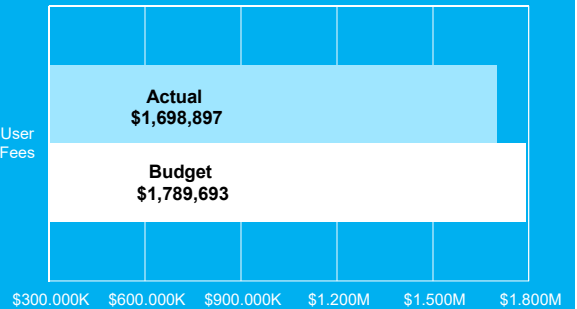 Actual
$1,698,897
User
Fees
Budget
$1,789,693
$300.000K $600.000K $900.000K $1.200M $1.500M $1.800M